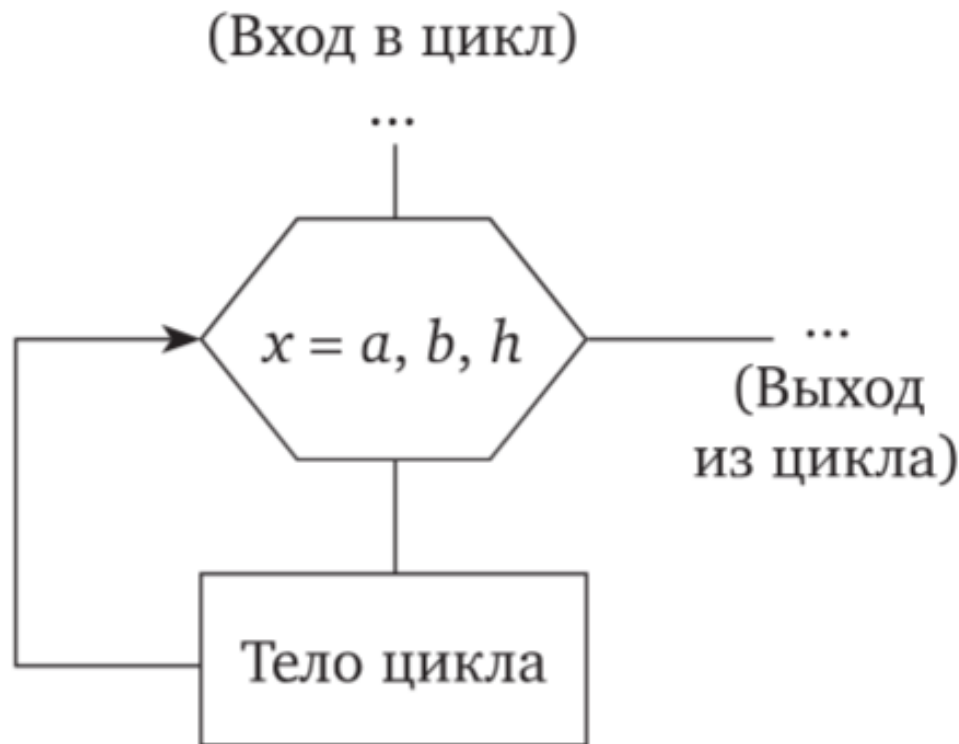 (Вход в цикл)
...
x = a, b, h
...
(Выход
из цикла)
Тело цикла